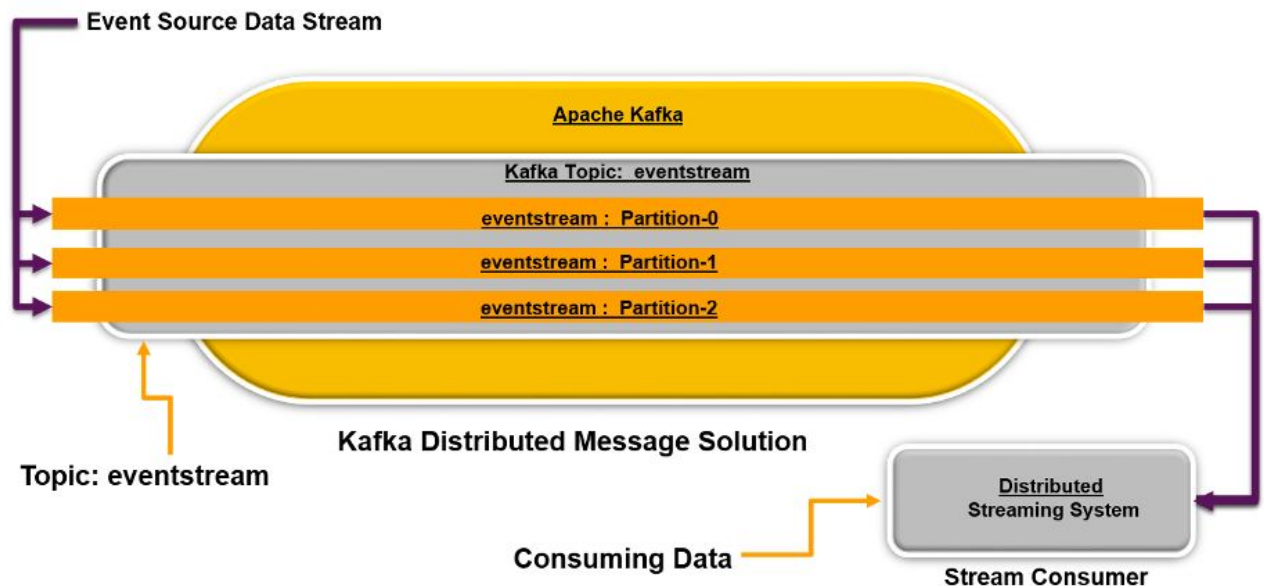 Event Source Data Stream
Apache Kafka
Kafka Topic: eventstream
eventstream : Partition-0
eventstream : Partition-1
eventstream : Partition-2
Kafka Distributed Message Solution
Topic: eventstream
Distributed
Streaming System
Consuming Data
Stream Consumer